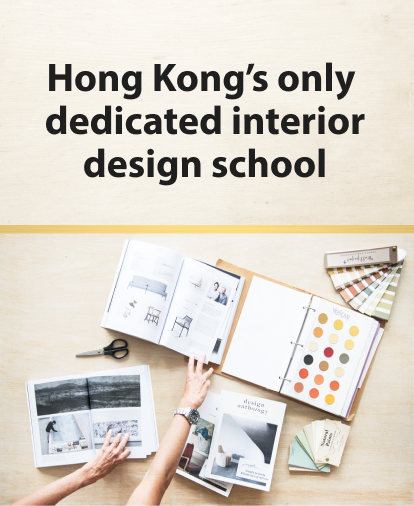 Hong Kong's only
dedicated interior
design school
design
anthology